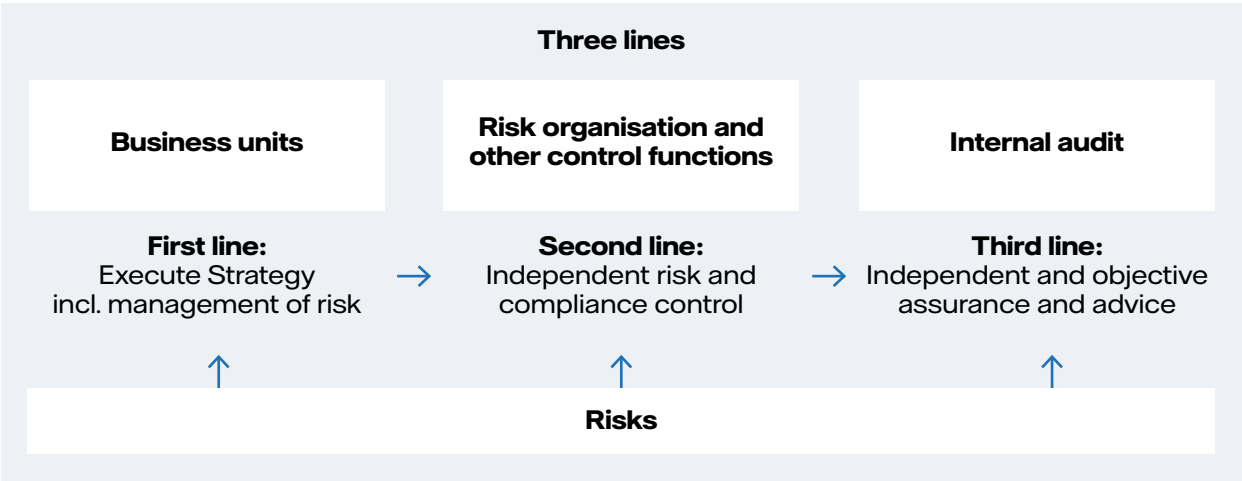 Three lines
Business units
Risk organisation and
other control functions
Internal audit
First line:
Execute Strategy
incl. management of risk
Second line:
Independent risk and
compliance control
Third line:
Independent and objective
assurance and advice
Risks